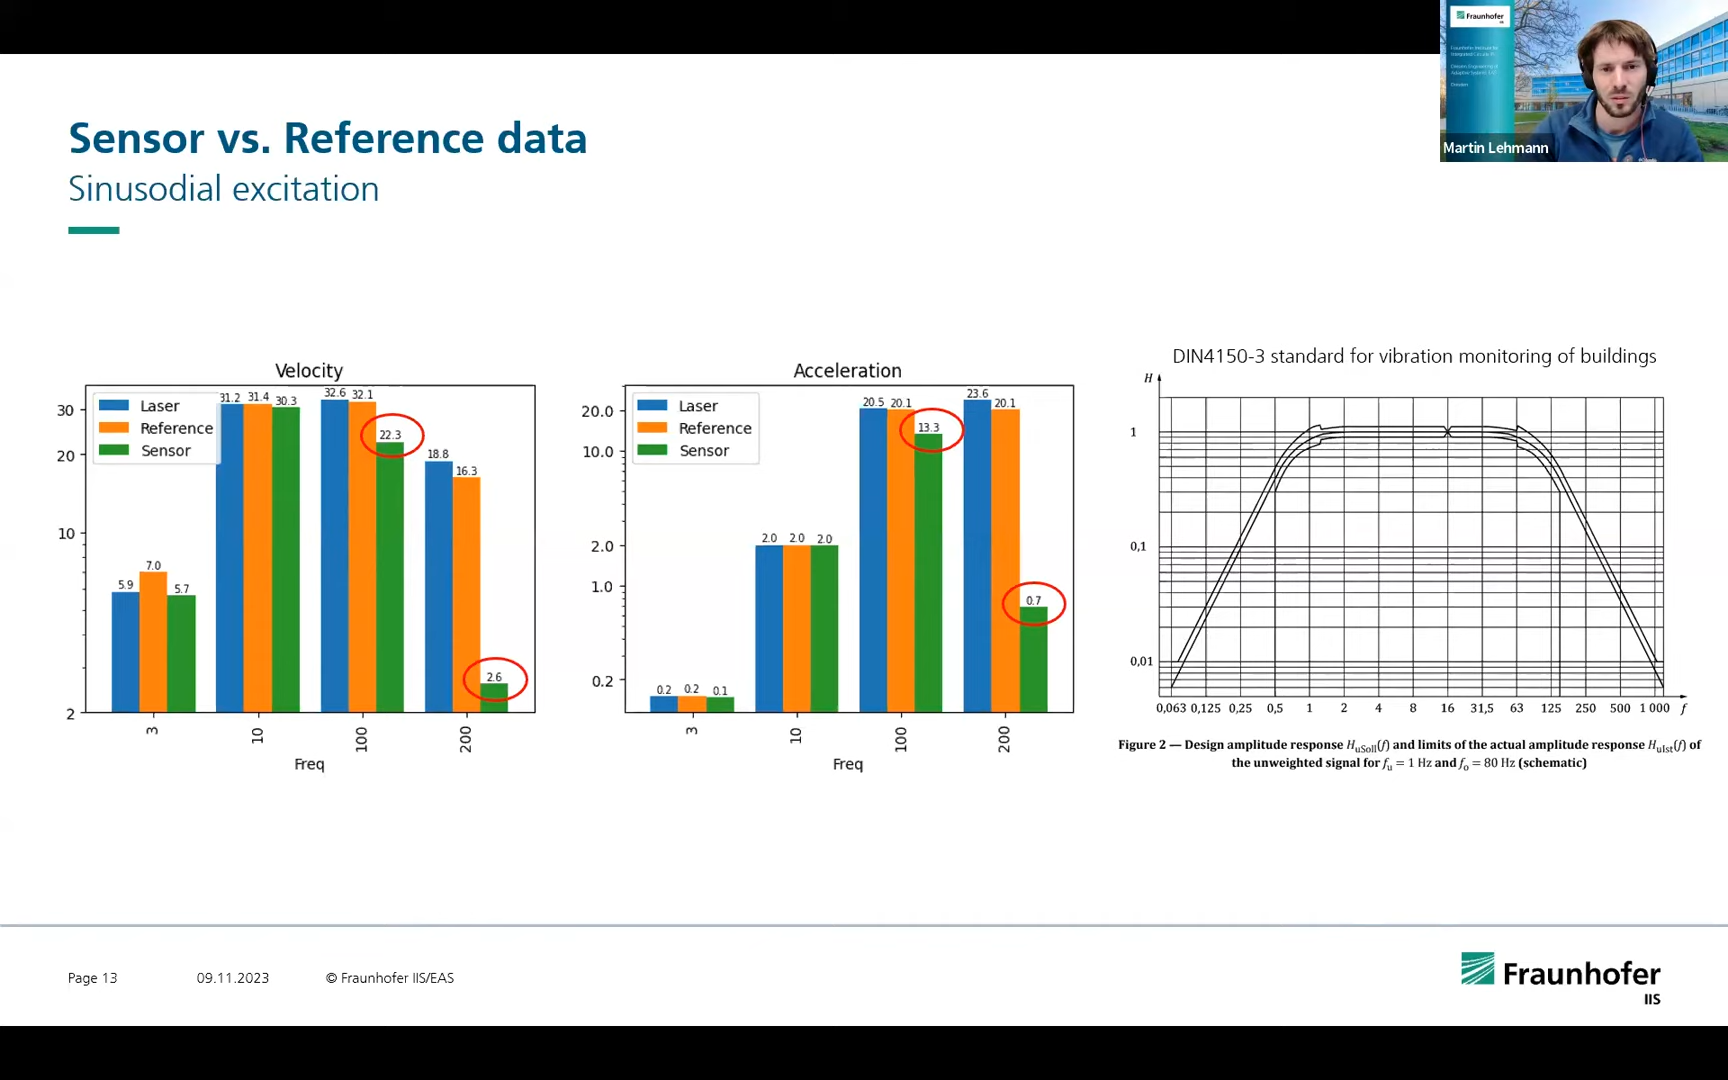 Fraunhofer
IIS
Martin Lehmann
Sensor vs. Reference data
Sinusodial excitation
Velocity
Laser
Reference
Sensor
30
20
10
2
5.9
7.0
5.7
31.2
31.4
30.3
32.6
32.1
22.3
18.8
16.3
2.6
3
10
100
200
Freq
Acceleration
Laser
Reference
Sensor
20.0
10.0
2.0
1.0
0.2
0.2
0.2
0.1
2.0
2.0
2.0
20.5
20.1
13.3
23.6
20.1
0.7
3
10
100
200
Freq
DIN4150-3 standard for vibration monitoring of buildings
H
1
0,1
0,01
0,063 0,125 0,25 0,5 1 2 4 8 16 31,5 63 125 250 500 1 000 f
Figure 2 — Design amplitude response HuSoll(f) and limits of the actual amplitude response HuIst(f) of
the unweighted signal for fu = 1 Hz and fo = 80 Hz (schematic)
Page 13 09.11.2023 © Fraunhofer IIS/EAS
Fraunhofer
IIS